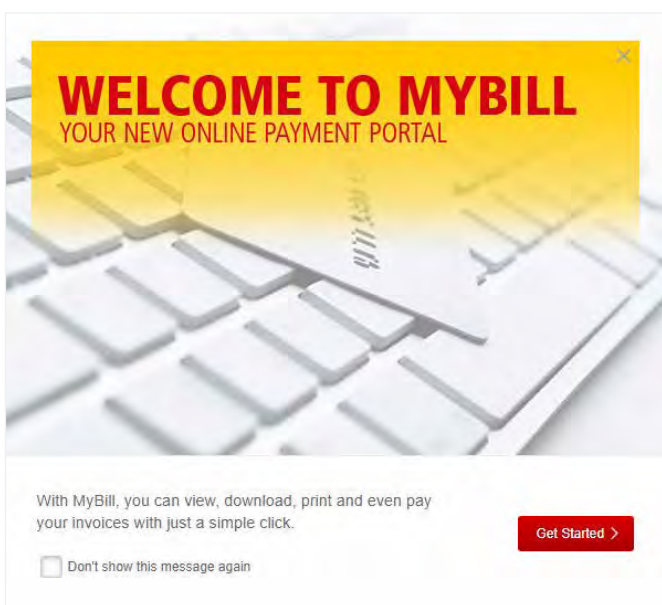 WELCOME TO MYBILL
YOUR NEW ONLINE PAYMENT PORTAL
With MyBill, you can view, download, print and even pay
your invoices with just a simple click.
Get Started >
Don't show this message again